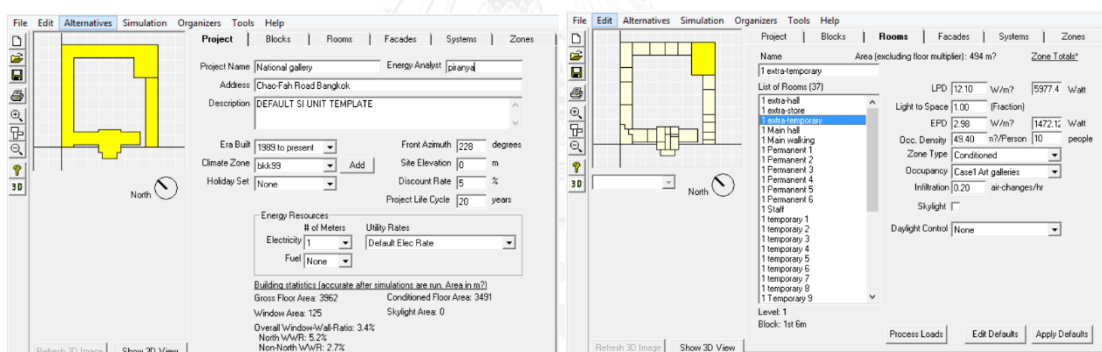 File Edit Alternatives Simulation Organizers Tools Help
Project Blocks Rooms Facades Systems Zones
Project Name National gallery Energy Analyst piranya
Address Chao-Fah Road Bangkok
Description DEFAULT SI UNIT TEMPLATE
Era Built 1989 to present Front Azimuth 228 degrees
Climate Zone bkk99 Add Site Elevation 0 m
Holiday Set None Discount Rate 5 %
Project Life Cycle 20 years
North
Energy Resources
# of Meters Utility Rates
Electricity 1 Default Elec Rate
Fuel None
Building statistics (accurate after simulations are run. Area in m?)
Gross Floor Area: 3962 Conditioned Floor Area: 3491
Window Area: 125 Skylight Area: 0
Overall Window-Wall-Ratio: 3.4%
North WWR: 5.2%
Non-North WWR: 2.7%
Refresh 3D Image Show 3D View
3D
File Edit Alternatives Simulation Organizers Tools Help
Project Blocks Rooms Facades Systems Zones
Name Area (excluding floor multiplier): 494 m? Zone Totals*
1 extra-temporary
List of Rooms (37)
1 extra-hall
1 extra-store
1 extra-temporary
1 Main hall
1 Main walking
1 Permanent 1
1 Permanent 2
1 Permanent 3
1 Permanent 4
1 Permanent 5
1 Permanent 6
1 Staff
1 temporary 1
1 temporary 2
1 temporary 3
1 temporary 4
1 temporary 5
1 temporary 6
1 temporary 7
1 temporary 8
1 Temporary 9
LPD 12.10 W/m? 5977.4 Watt
Light to Space 1.00 (Fraction)
EPD 2.98 W/m? 1472.12 Watt
Occ. Density 49.40 n?/Person 10 people
Zone Type Conditioned
Occupancy Case1 Art galleries
Infiltration 0.20 air-changes/hr
Skylight
Daylight Control None
Level: 1
Block: 1st 6m
Process Loads Edit Defaults Apply Defaults
North
Refresh 3D Image Show 3D View
3D